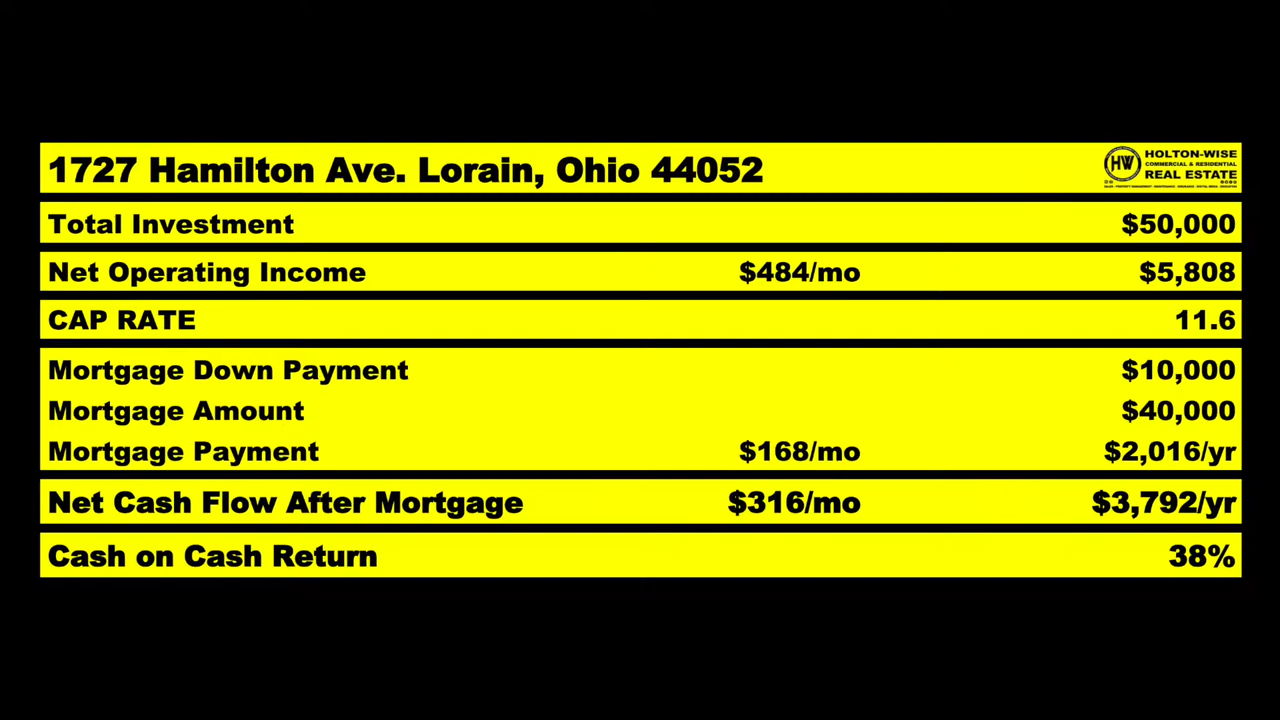 1727 Hamilton Ave. Lorain, Ohio 44052
HW
HOLTON-WISE
COMMERCIAL & RESIDENTIAL
REAL ESTATE
Total Investment $50,000
Net Operating Income $484/mo $5,808
CAP RATE 11.6
Mortgage Down Payment $10,000
Mortgage Amount $40,000
Mortgage Payment $168/mo $2,016/yr
Net Cash Flow After Mortgage $316/mo $3,792/yr
Cash on Cash Return 38%